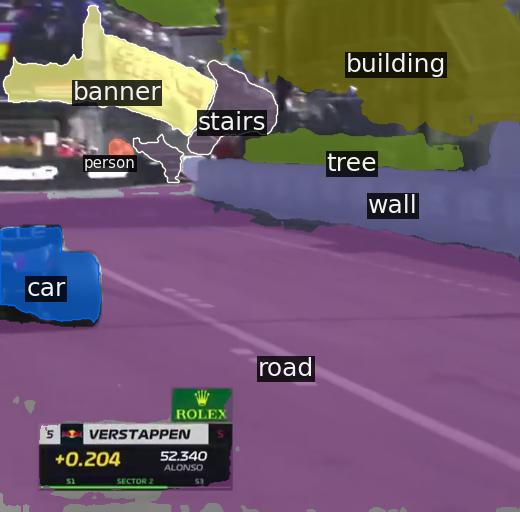 building
banner
stairs
person
tree
wall
car
road
ROLEX
5 VERSTAPPEN 5
+0.204 52.340
ALONSO
S1 SECTOR 2 S3